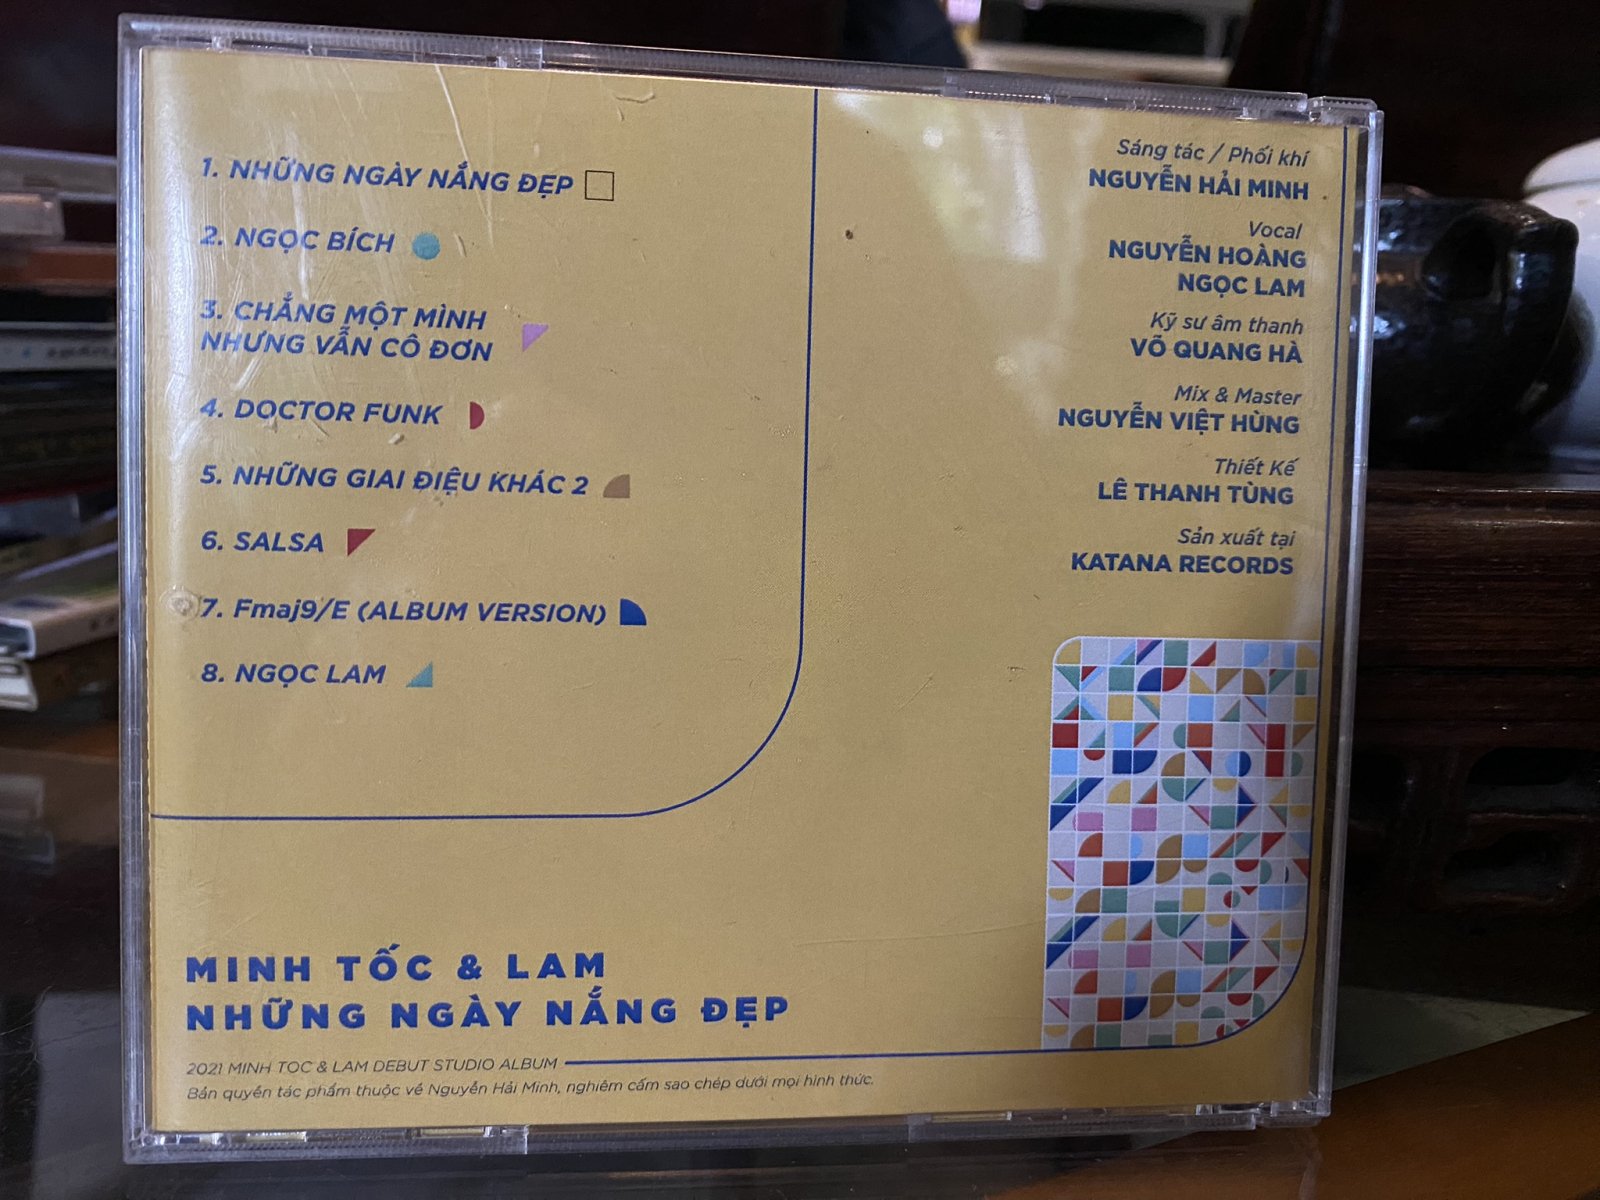 1. NHỮNG NGÀY NẮNG ĐẸP
2. NGỌC BÍCH
3. CHẲNG MỘT MÌNH
NHƯNG VẪN CÔ ĐƠN
4. DOCTOR FUNK
5. NHỮNG GIAI ĐIỆU KHÁC 2
6. SALSA
7. Fmaj9/E (ALBUM VERSION)
8. NGỌC LAM
Sáng tác / Phối khí
NGUYỄN HẢI MINH
Vocal
NGUYỄN HOÀNG
NGỌC LAM
Kỹ sư âm thanh
VÕ QUANG HÀ
Mix & Master
NGUYỄN VIỆT HÙNG
Thiết Kế
LÊ THANH TÙNG
Sản xuất tại
KATANA RECORDS
MINH TỐC & LAM
NHỮNG NGÀY NẮNG ĐẸP
2021 MINH TOC & LAM DEBUT STUDIO ALBUM
Bản quyền tác phẩm thuộc về Nguyễn Hải Minh, nghiêm cấm sao chép dưới mọi hình thức.